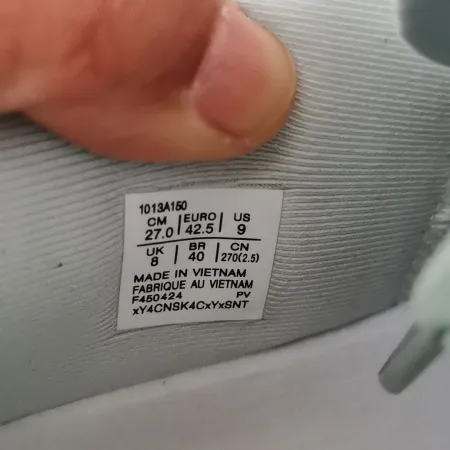 1013A150
CM EURO US
27.0 42.5 9
UK BR CN
8 40 270(2.5)
MADE IN VIETNAM
FABRIQUE AU VIETNAM
F450424 PV
xY4CNSK4CxYxSNT